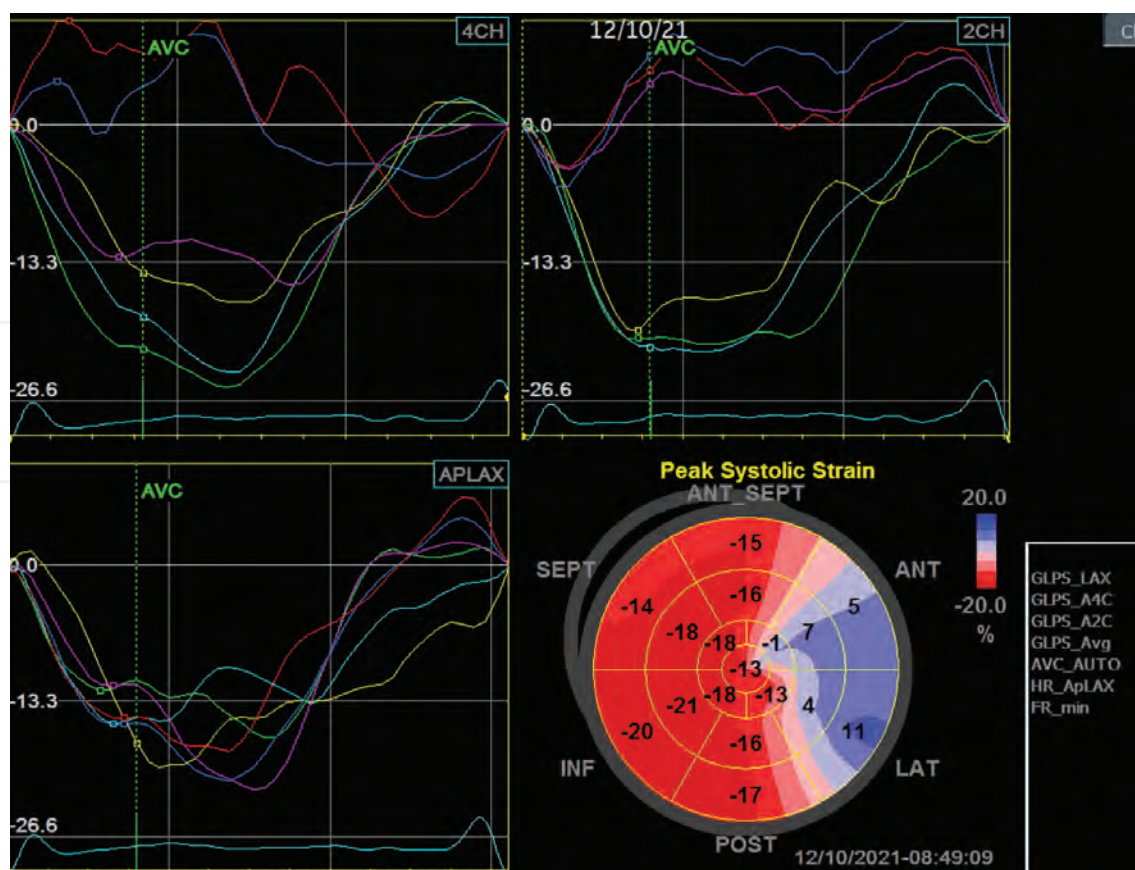 4CH
12/10/21
2CH
Cl
AVC
AVC
0.0
0.0
-13.3
-13.3
-26.6
-26.6
APLAX
AVC
0.0
-13.3
-26.6
Peak Systolic Strain
ANT_SEPT
20.0
-15
SEPT
ANT
-20.0
%
-14
-16
5
-18
7
-18
-1
-13
-18
-13
-21
4
-20
-16
11
INF
LAT
-17
POST
12/10/2021-08:49:09
GLPS_LAX
GLPS_A4C
GLPS_A2C
GLPS_Avg
AVC_AUTO
HR_ApLAX
FR_min